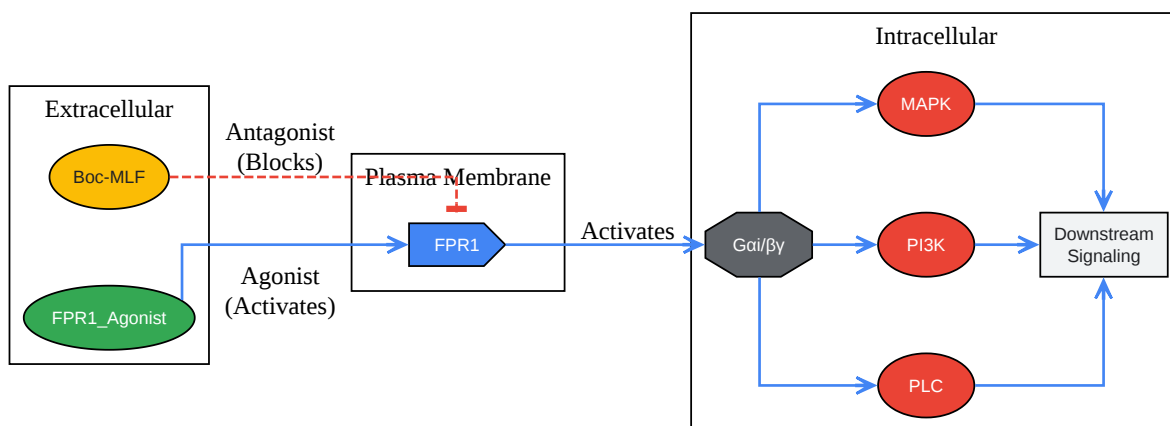 Extracellular
Boc-MLF
FPR1_Agonist
Antagonist
(Blocks)
Agonist
(Activates)
Plasma Membrane
FPR1
Activates
Intracellular
Gαi/βγ
MAPK
PI3K
PLC
Downstream
Signaling